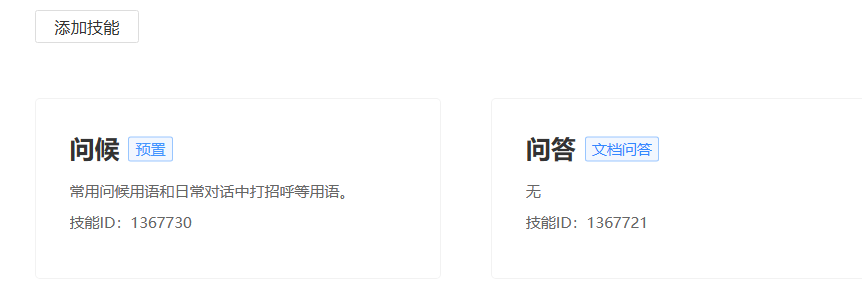 添加技能
问候 预置
常用问候用语和日常对话中打招呼等用语。
技能ID：1367730
问答 文档问答
无
技能ID：1367721